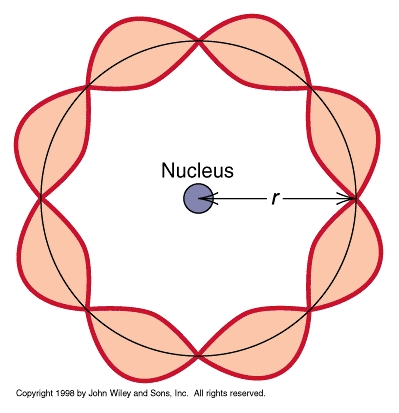 Nucleus
r
Copyright 1998 by John Wiley and Sons, Inc.  All rights reserved.